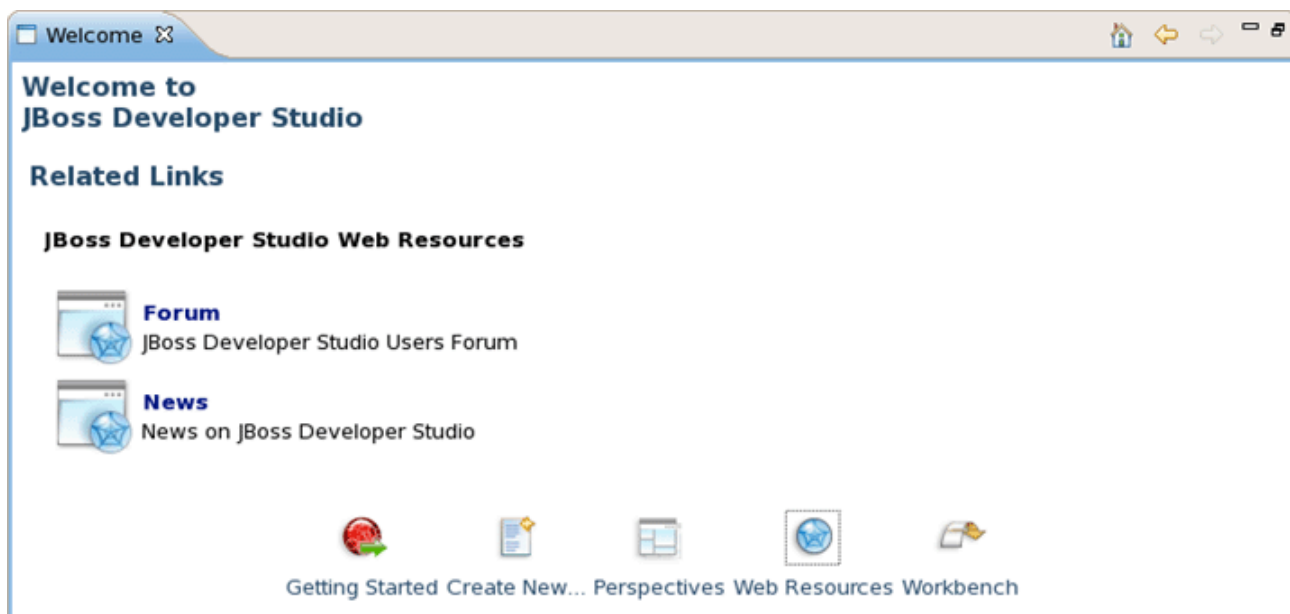 Welcome
Welcome to
JBoss Developer Studio
Related Links
JBoss Developer Studio Web Resources
Forum
JBoss Developer Studio Users Forum
News
News on JBoss Developer Studio
Getting Started Create New... Perspectives Web Resources Workbench